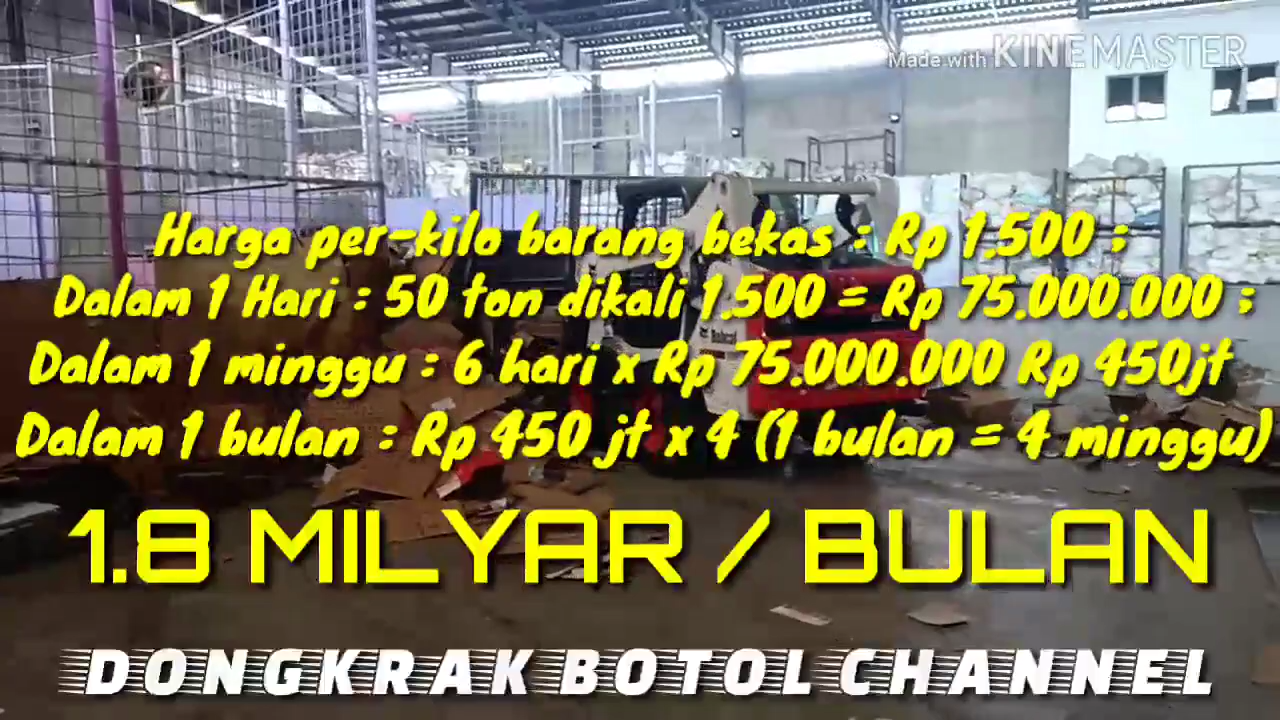 Made with KINEMASTER
Harga per-kilo barang bekas : Rp 1.500 ;
Dalam 1 Hari : 50 ton dikali 1.500 = Rp 75.000.000 ;
Dalam 1 minggu : 6 hari x Rp 75.000.000 Rp 450jt
Dalam 1 bulan : Rp 450 jt x 4 (1 bulan = 4 minggu)
1.8 MILYAR / BULAN
DONGKRAK BOTOL CHANNEL
Bobcat